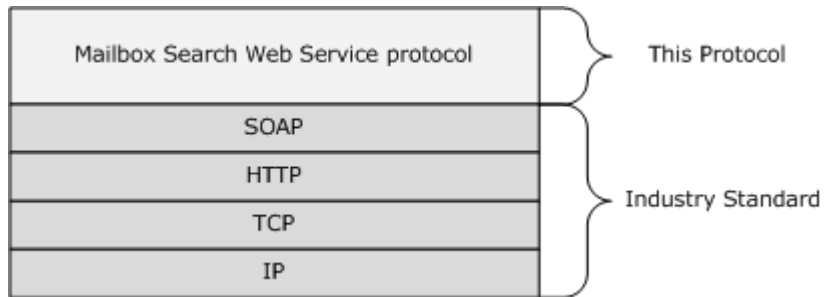 Mailbox Search Web Service protocol
This Protocol
SOAP
HTTP
TCP
IP
Industry Standard